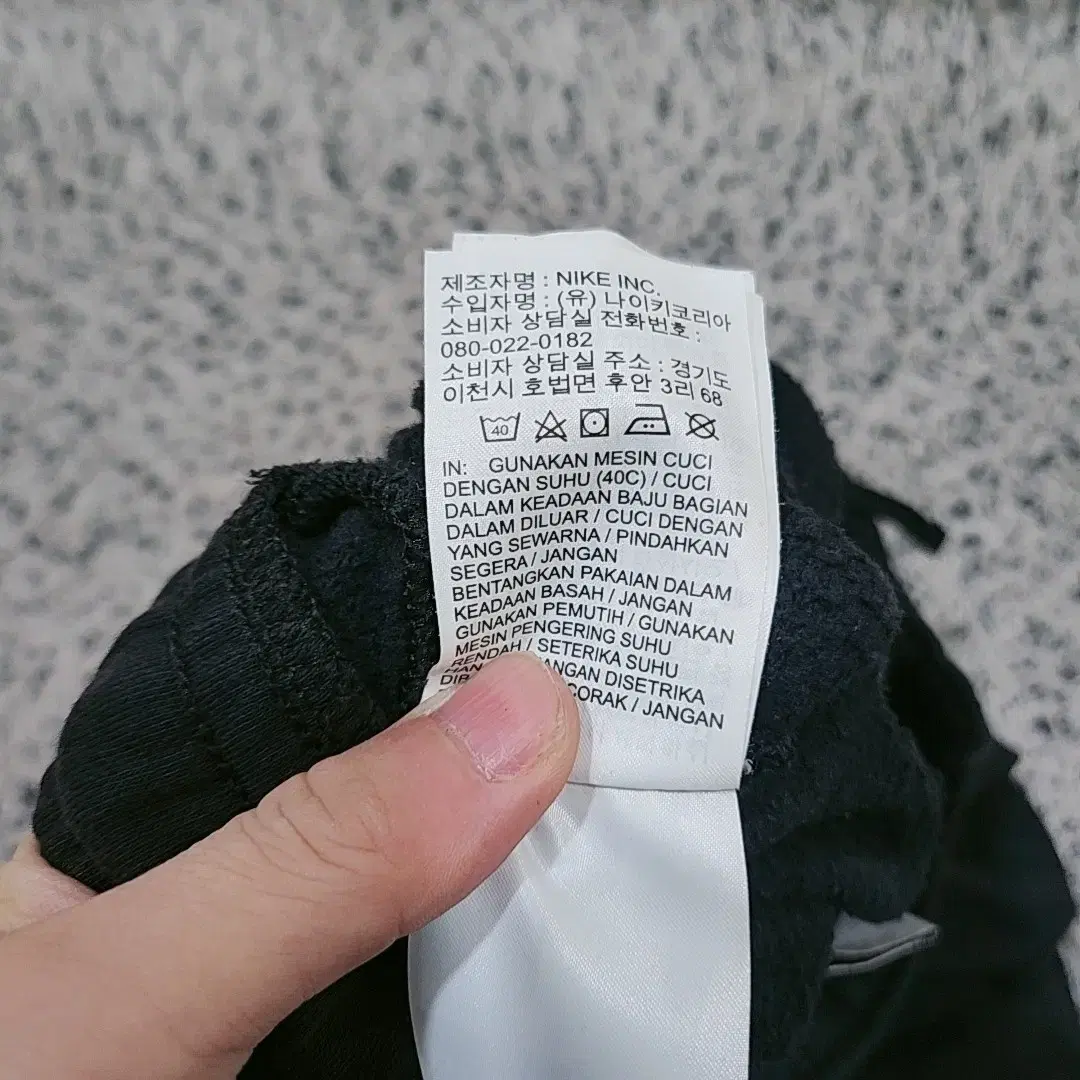 제조자명 : NIKE INC.
수입자명 : (유) 나이키코리아
소비자 상담실 전화번호 :
080-022-0182
소비자 상담실 주소 : 경기도
이천시 호법면 후안 3리 68
40
IN: GUNAKAN MESIN CUCI
DENGAN SUHU (40C) / CUCI
DALAM KEADAAN BAJU BAGIAN
DALAM DILUAR / CUCI DENGAN
YANG SEWARNA / PINDAHKAN
SEGERA / JANGAN
BENTANGKAN PAKAIAN DALAM
KEADAAN BASAH / JANGAN
GUNAKAN PEMUTIH / GUNAKAN
MESIN PENGERING SUHU
RENDAH / SETERIKA SUHU
DISETRIKA
CORAK / JANGAN